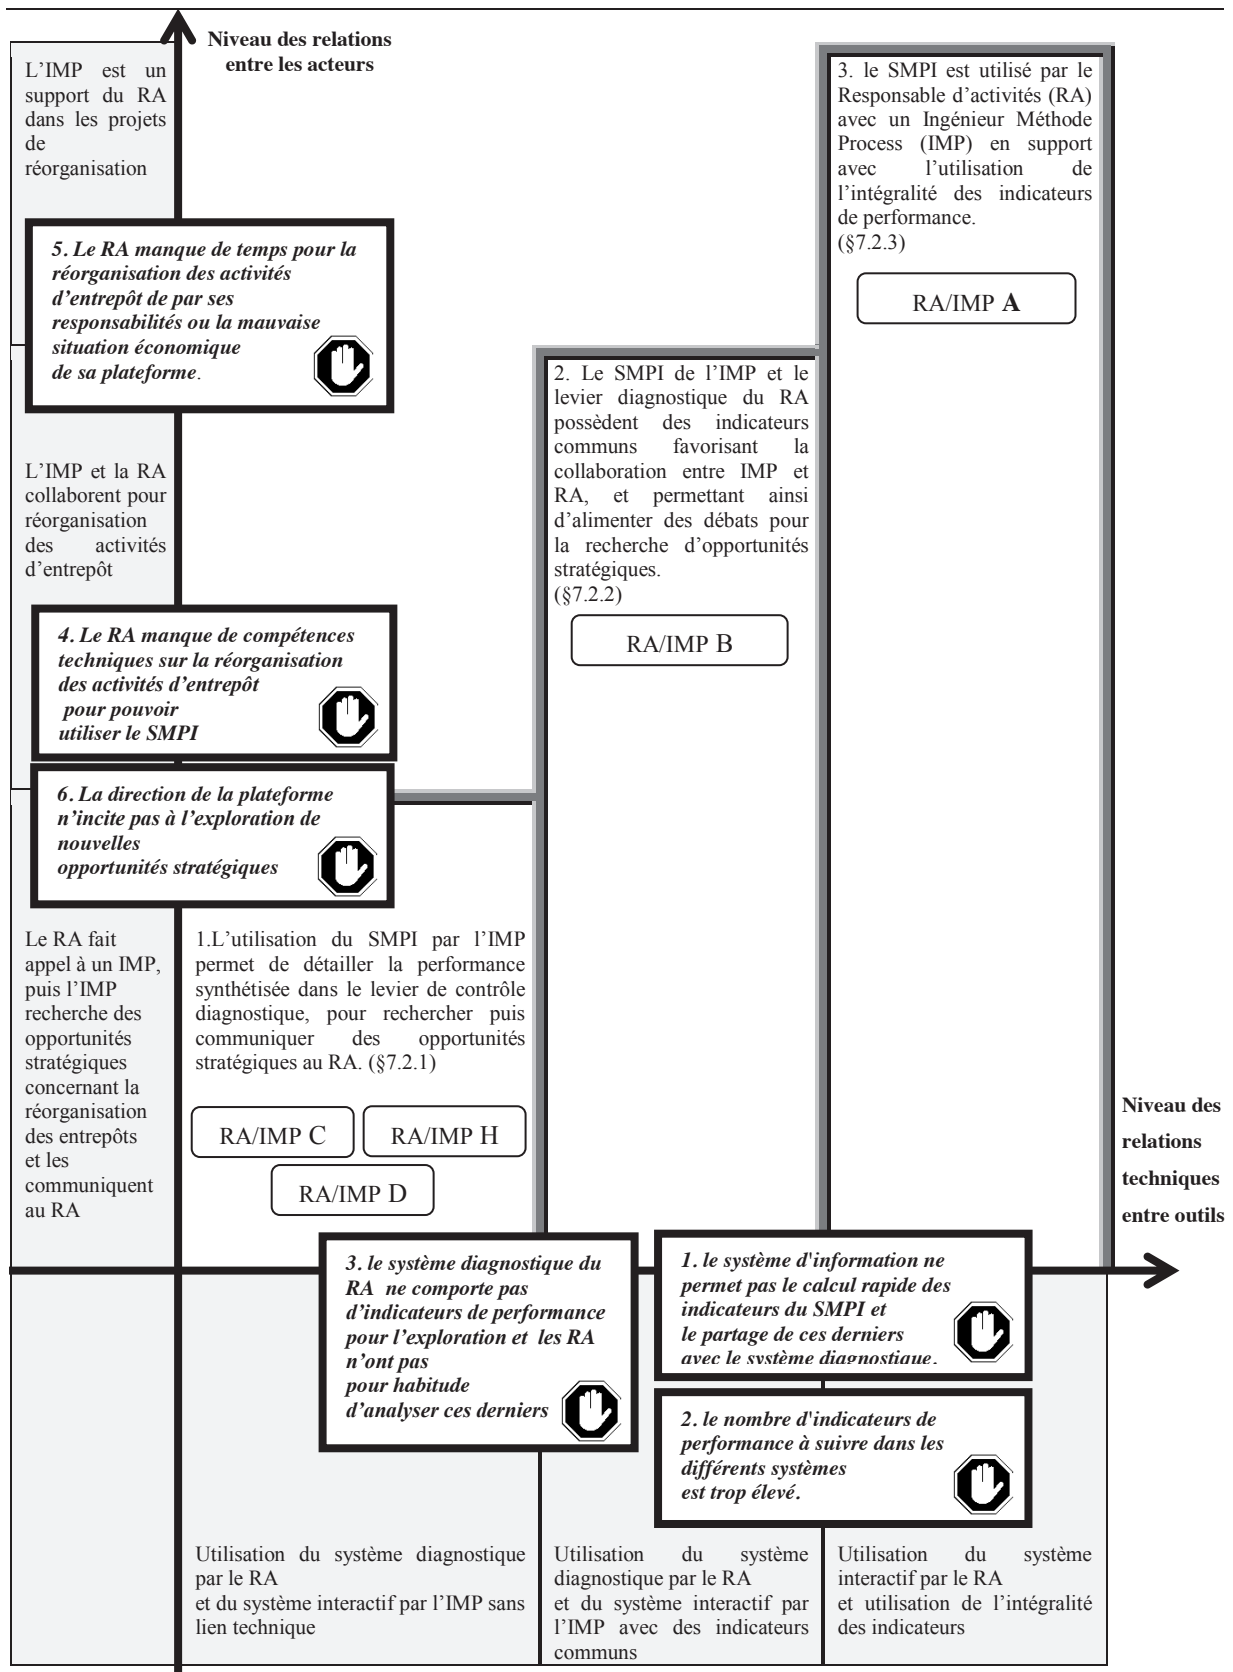 Niveau des relations
entre les acteurs
L'IMP est un
support du RA
dans les projets
de
réorganisation
3. le SMPI est utilisé par le
Responsable d'activités (RA)
avec un Ingénieur Méthode
Process (IMP) en support
avec l'utilisation de
l'intégralité des indicateurs
de performance.
(§7.2.3)
RA/IMP A
5. Le RA manque de temps pour la
réorganisation des activités
d'entrepôt de par ses
responsabilités ou la mauvaise
situation économique
de sa plateforme.
2. Le SMPI de l'IMP et le
levier diagnostique du RA
possèdent des indicateurs
communs favorisant la
collaboration entre IMP et
RA, et permettant ainsi
d'alimenter des débats pour
la recherche d'opportunités
stratégiques.
(§7.2.2)
RA/IMP B
L'IMP et la RA
collaborent pour
réorganisation
des activités
d'entrepôt
4. Le RA manque de compétences
techniques sur la réorganisation
des activités d'entrepôt
pour pouvoir
utiliser le SMPI
6. La direction de la plateforme
n'incite pas à l'exploration de
nouvelles
opportunités stratégiques
Le RA fait
appel à un IMP,
puis l'IMP
recherche des
opportunités
stratégiques
concernant la
réorganisation
des entrepôts
et les
communiquent
au RA
1.L'utilisation du SMPI par l'IMP
permet de détailler la performance
synthétisée dans le levier de contrôle
diagnostique, pour rechercher puis
communiquer des opportunités
stratégiques au RA. (§7.2.1)
RA/IMP C
RA/IMP H
RA/IMP D
Niveau des
relations
techniques
entre outils
3. le système diagnostique du
RA ne comporte pas
d'indicateurs de performance
pour l'exploration et les RA
n'ont pas
pour habitude
d'analyser ces derniers
1. le système d'information ne
permet pas le calcul rapide des
indicateurs du SMPI et
le partage de ces derniers
avec le système diagnostique.
2. le nombre d'indicateurs de
performance à suivre dans les
différents systèmes
est trop élevé.
Utilisation du système diagnostique
par le RA
et du système interactif par l'IMP sans
lien technique
Utilisation du système
diagnostique par le RA
et du système interactif par
l'IMP avec des indicateurs
communs
Utilisation du système
interactif par le RA
et utilisation de l'intégralité
des indicateurs